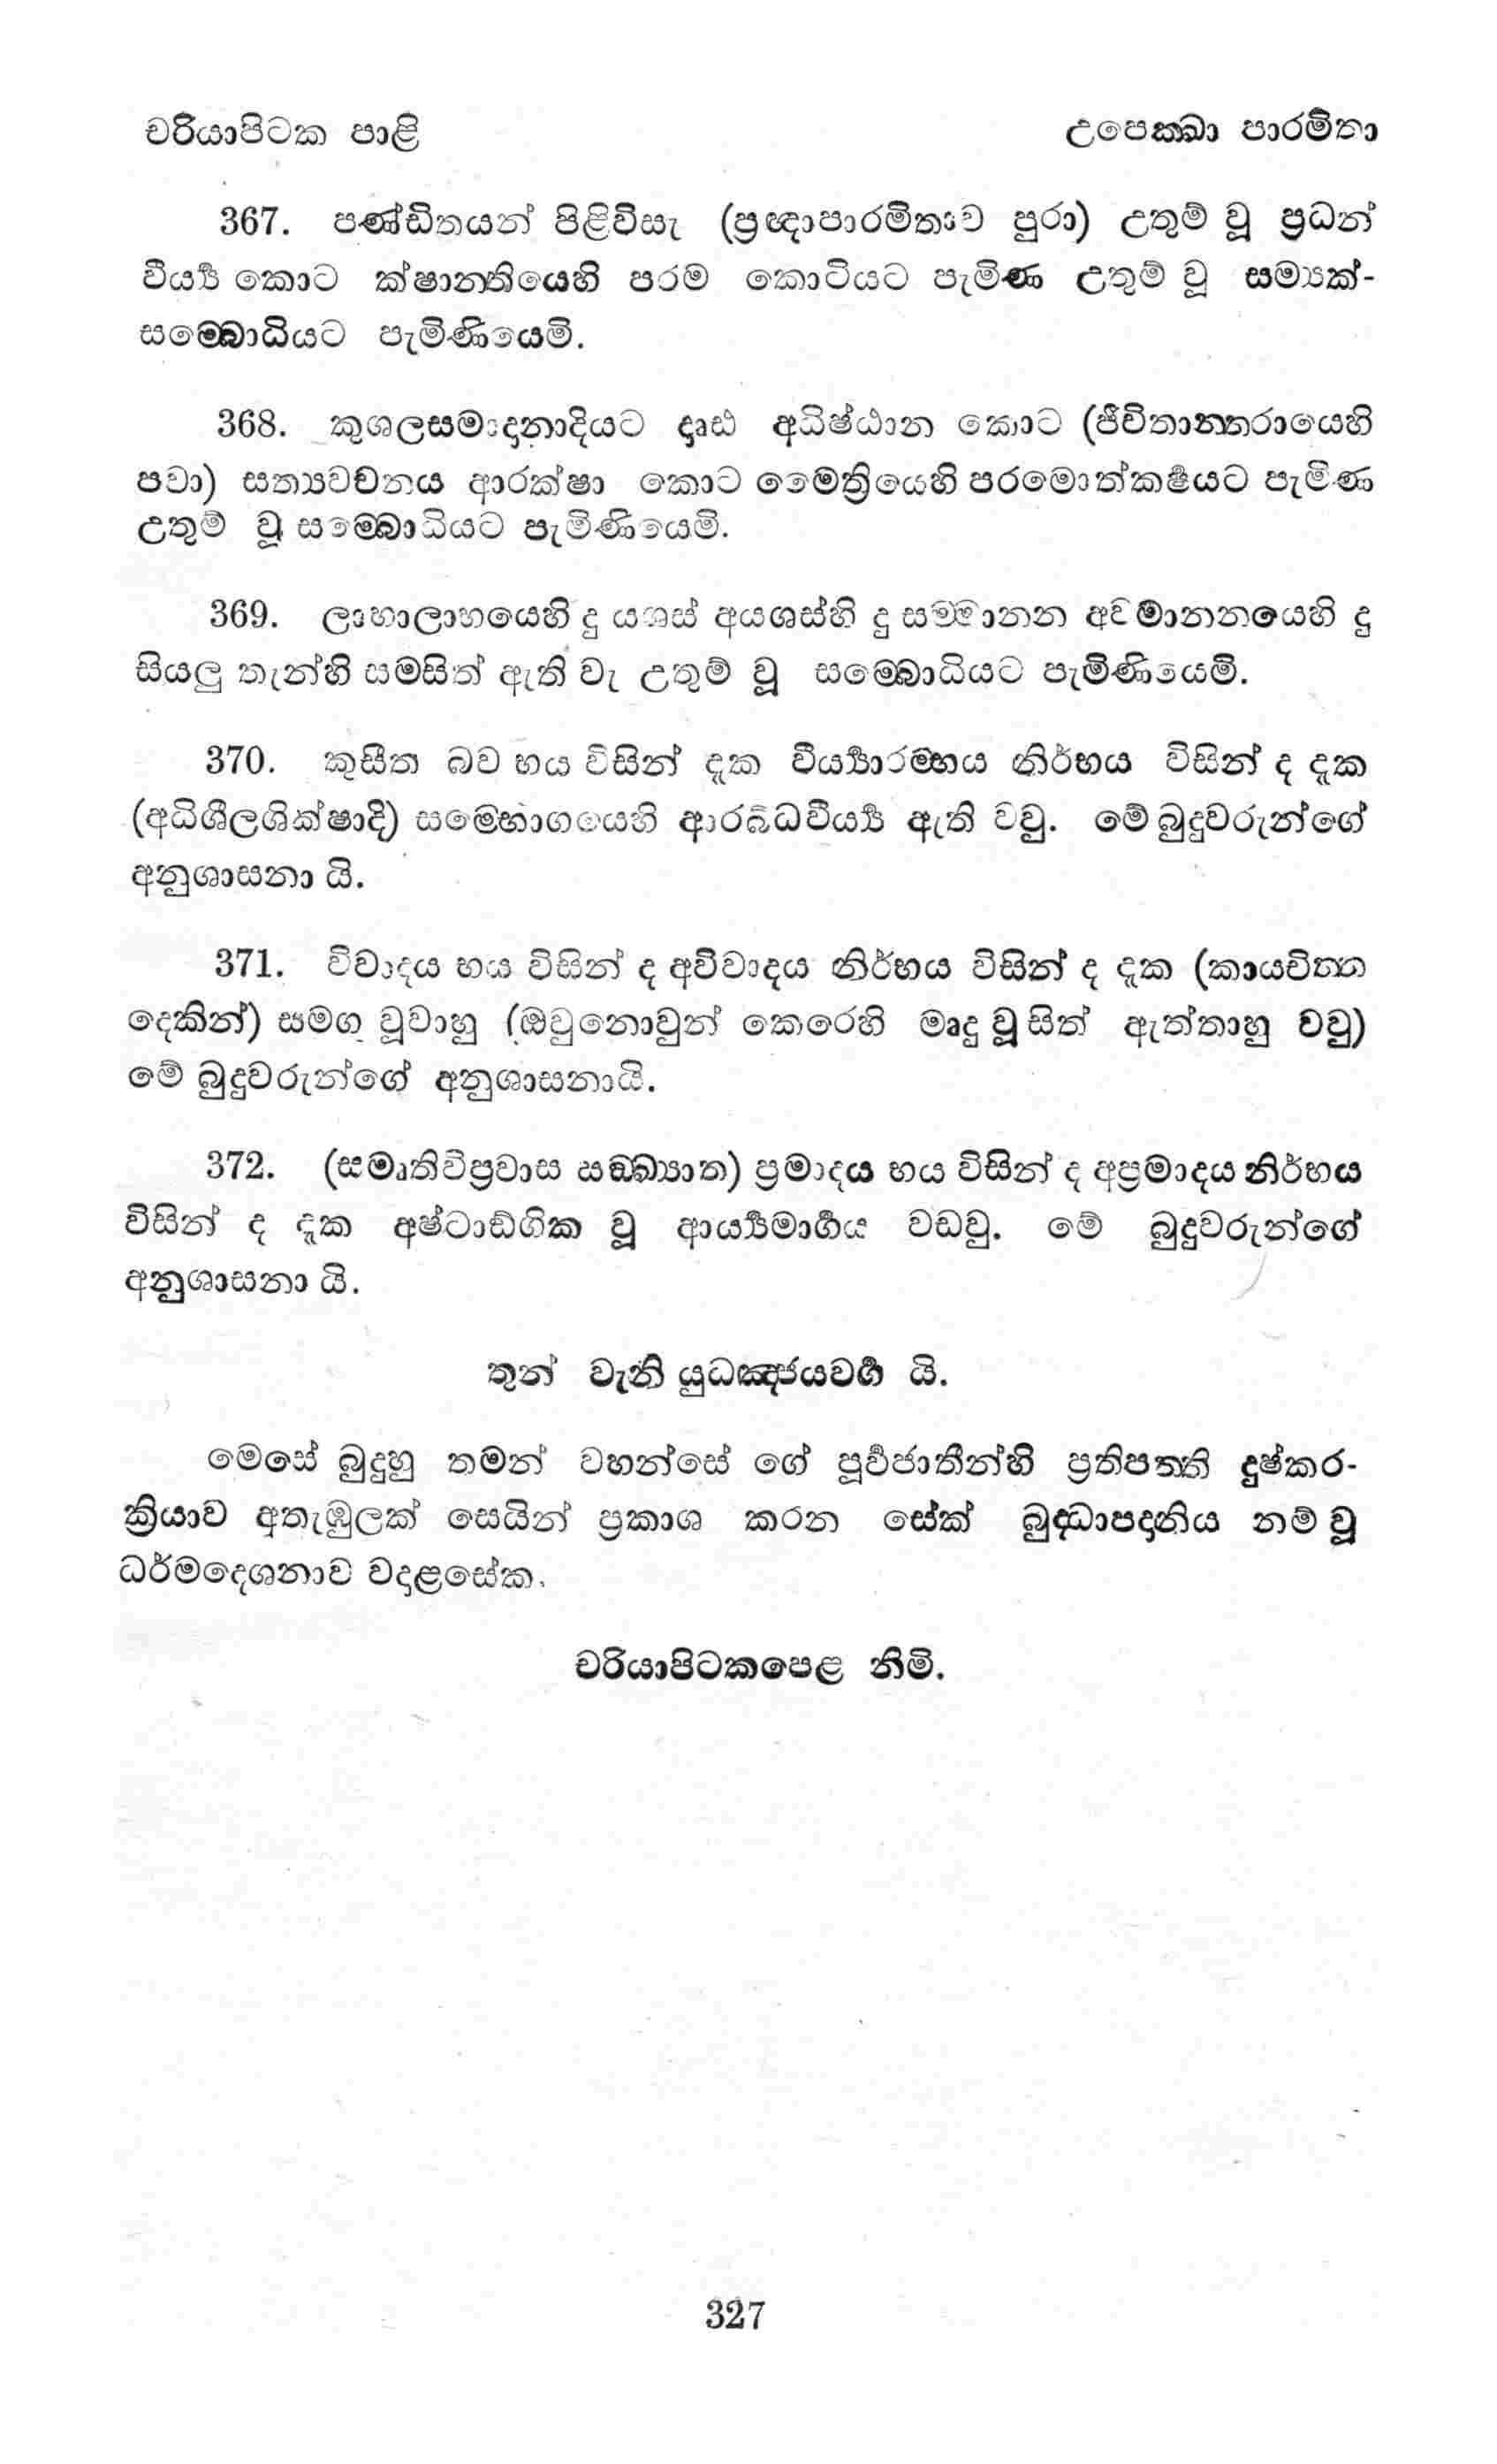 චරියාපිටක පාළි
උපෙක්‍ඛා පාරමිතා
367. පණ්ඩිතයන් පිළිවිසැ (ප්‍රඥාපාරමිතාව පුරා) උතුම් වූ ප්‍රධන්
වීර්‍ය්‍ය කොට ක්ෂාන්‍තියෙහි පරම කොටියට පැමිණ උතුම් වූ සම්‍යක්-
සම්‍බොධියට පැමිණියෙමි.
368. කුශලසමාදානාදියට දෘඪ අධිෂ්ඨාන කොට (ජීවිතාන්‍තරායෙහි
පවා) සත්‍යවචනය ආරක්ෂා කොට මෛත්‍රියෙහි පරමොත්කර්‍ෂයට පැමිණ
උතුම් වූ සම්‍බොධියට පැමිණියෙමි.
369. ලාභාලාභයෙහි දු යශස් අයශස්හි දු සම්‍මානන අවමානනයෙහි දු
සියලු තැන්හි සමසිත් ඇති වැ උතුම් වූ සම්‍බොධියට පැමිණියෙමි.
370. කුසීත බව භය විසින් දැක වීර්‍ය්‍යාරම්‍භය නිර්භය විසින් ද දැක
(අධිශීලශික්ෂාදි) සම්‍භොගයෙහි ආරබ්ධවීර්‍ය්‍ය ඇති වවු. මේ බුදුවරුන්ගේ
අනුශාසනා යි.
371. විවාදය භය විසින් ද අවිවාදය නිර්භය විසින් ද දැක (කායචිත්‍ත
දෙකින්) සමග වූවාහු (ඔවුනොවුන් කෙරෙහි මෘදු වූ සිත් ඇත්තාහු වවු)
මේ බුදුවරුන්ගේ අනුශාසනායි.
372. (සමෘතිවිප්‍රවාස සඞ්ඛ්‍යාත) ප්‍රමාදය භය විසින් ද අප්‍රමාදය නිර්භය
විසින් ද දැක අෂ්ටාඞ්ගික වූ ආර්‍ය්‍යමාර්‍ගය වඩවු. මේ බුදුවරුන්ගේ
අනුශාසනා යි.
තුන් වැනි යුධඤ්‍ජයවර්‍ග යි.
මෙසේ බුදුහු තමන් වහන්සේ ගේ පූර්‍වජාතීන්හි ප්‍රතිපත්‍ති දුෂ්කර-
ක්‍රියාව අතැඹුලක් සෙයින් ප්‍රකාශ කරන සේක් බුද්‍ධාපදානිය නම් වූ
ධර්මදෙශනාව වදාළසේක.
චරියාපිටකපෙළ නිමි.
327